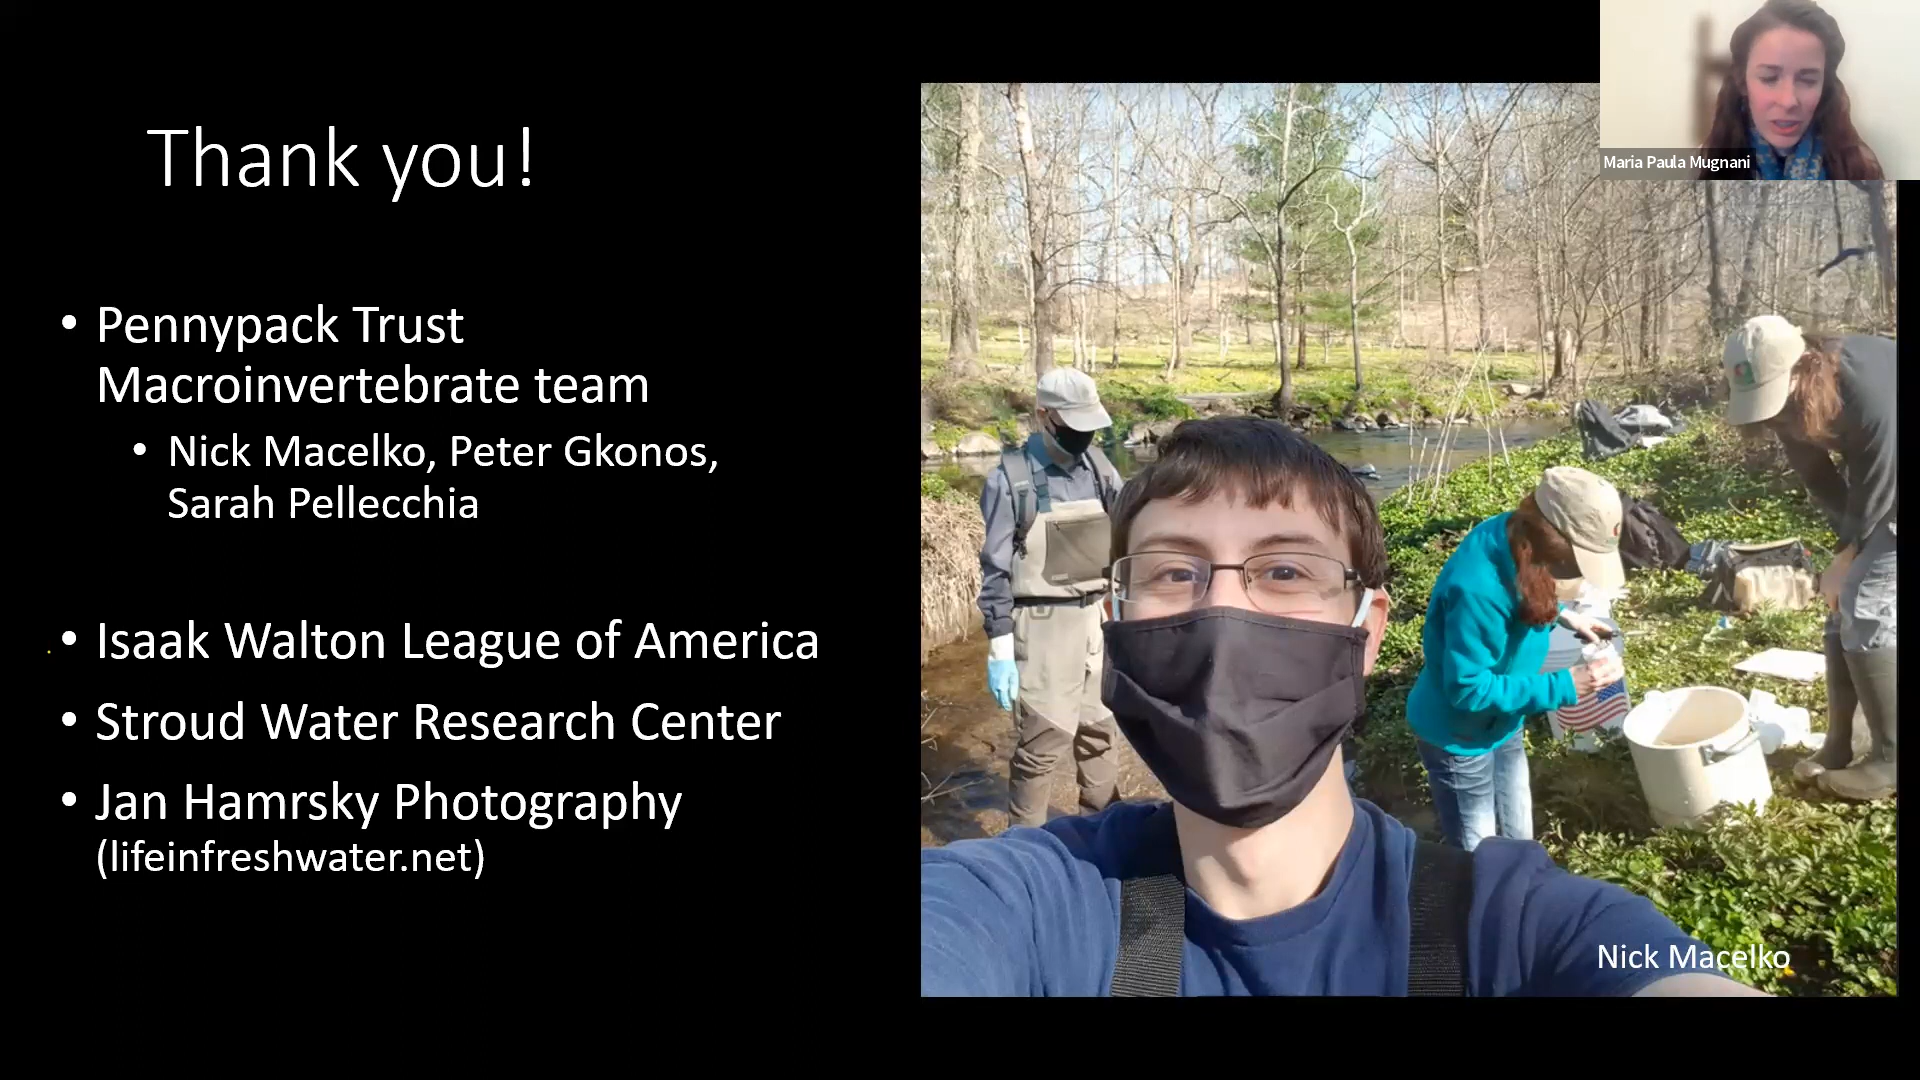 Thank you!
• Pennypack Trust
Macroinvertebrate team
• Nick Macelko, Peter Gkonos,
Sarah Pellecchia
• Isaak Walton League of America
• Stroud Water Research Center
• Jan Hamrsky Photography
(lifeinfreshwater.net)
Maria Paula Mugnani
Nick Macelko